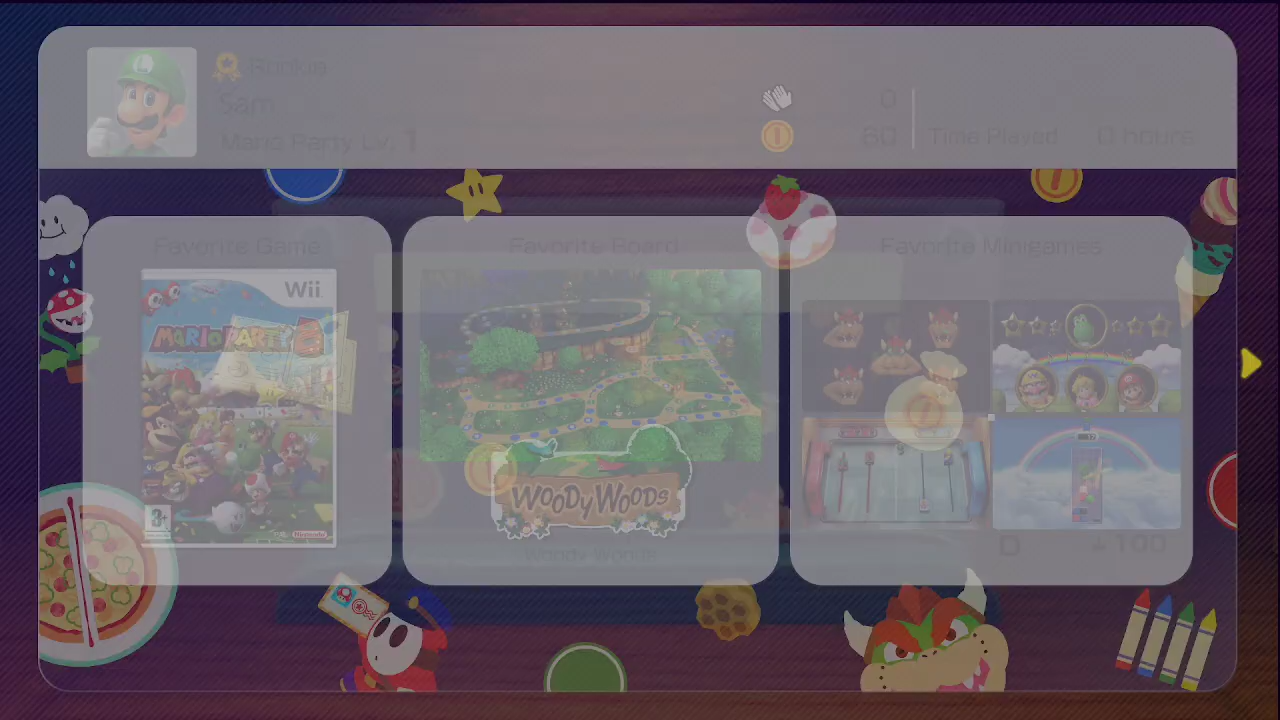 Rookie
Sam
Mario Party Lv. 1
0
60
Time Played 0 hours
Favorite Game
Favorite Board
Favorite Minigames
Wii
MARIO PARTY 8
3+
Nintendo
WOODY WOODS
Woody Woods
100